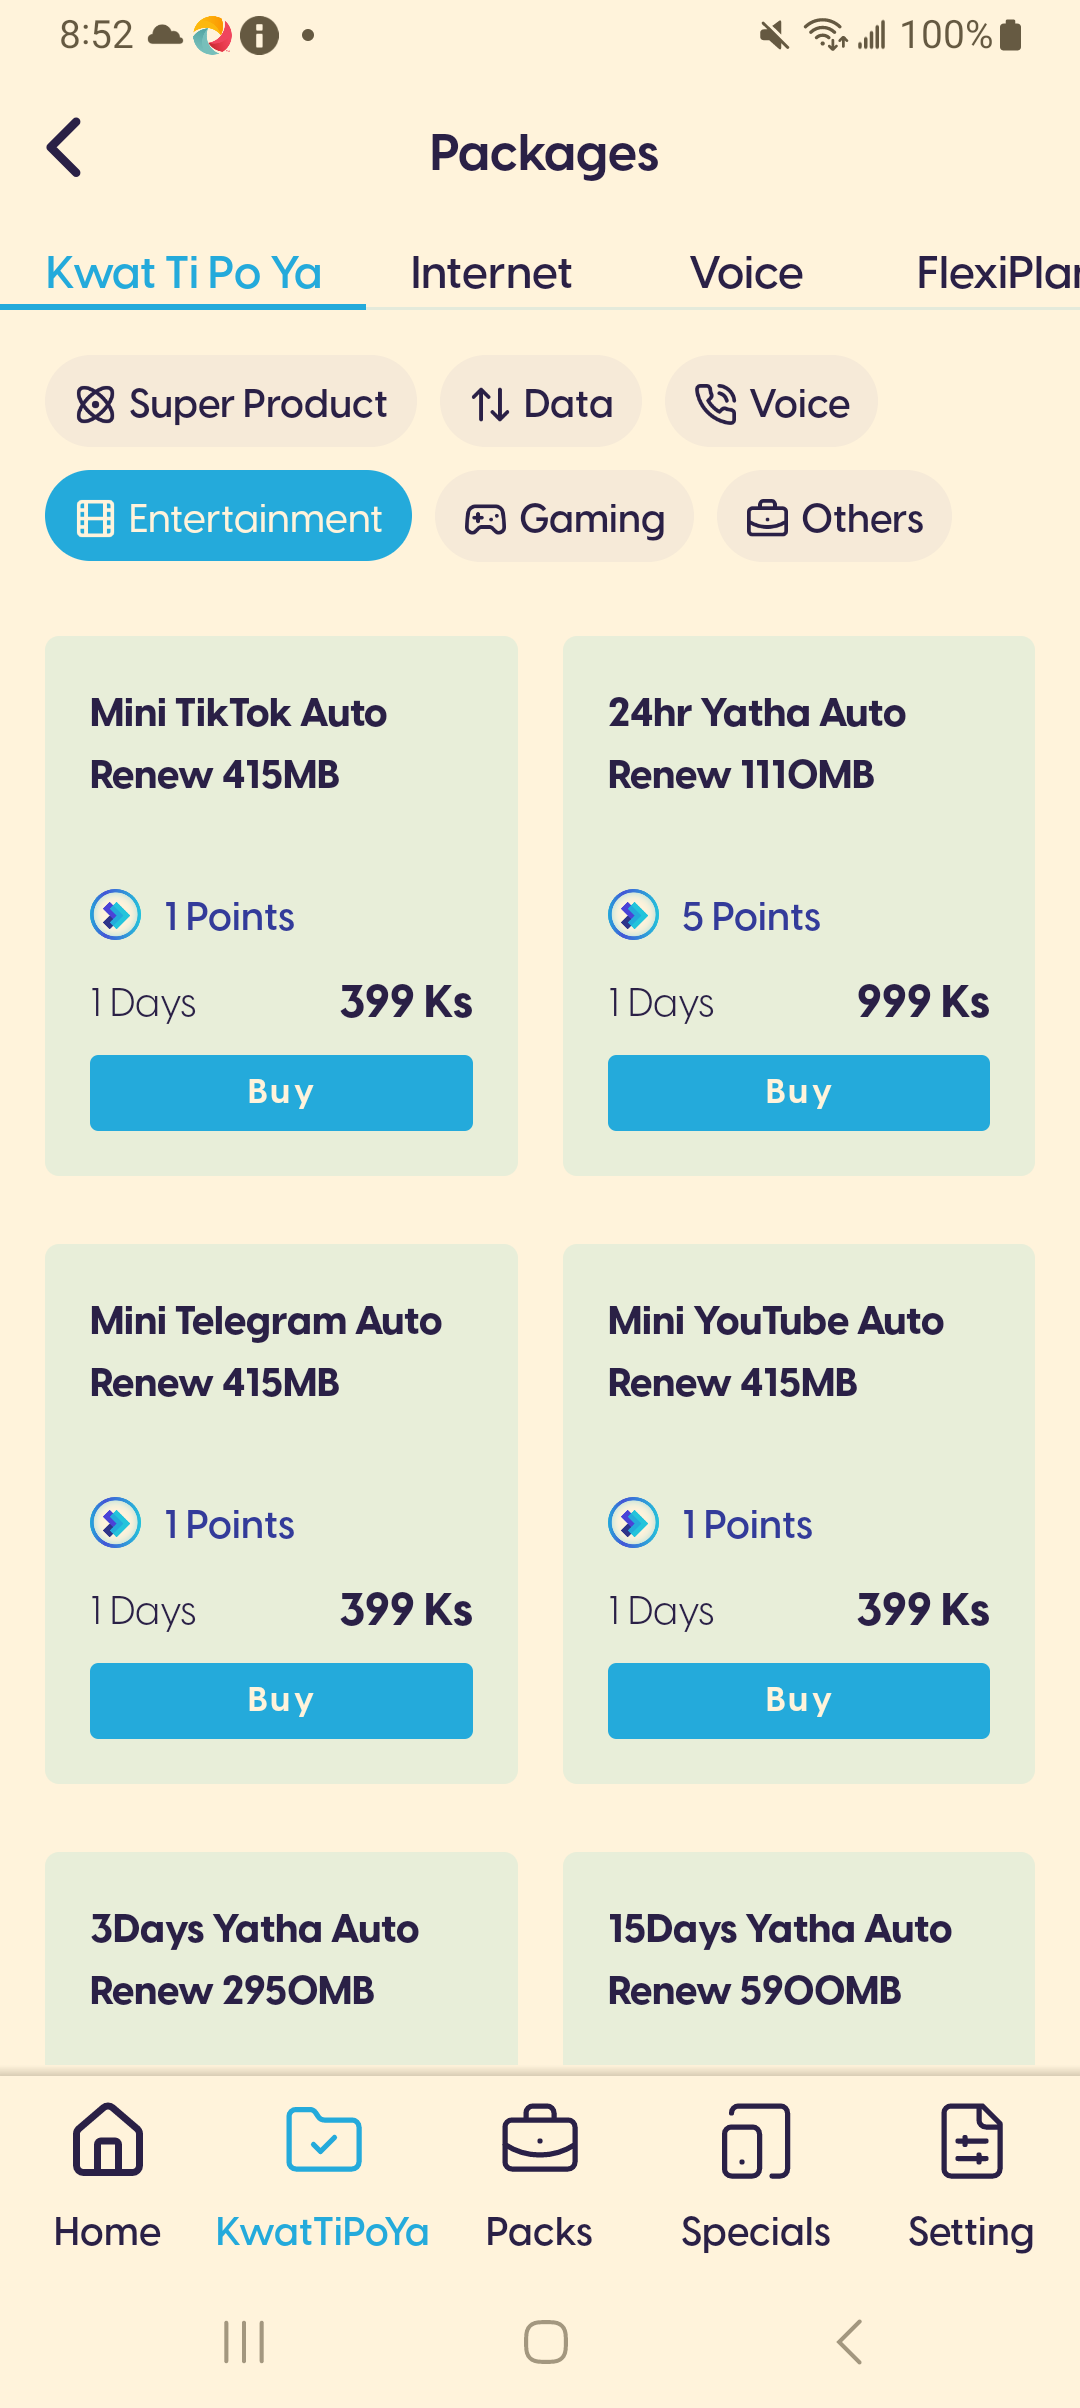 8:52 100%
Packages
Kwat Ti Po Ya Internet Voice FlexiPlan
Super Product Data Voice
Entertainment Gaming Others
Mini TikTok Auto
Renew 415MB
1 Points
1 Days 399 Ks
Buy
24hr Yatha Auto
Renew 1110MB
5 Points
1 Days 999 Ks
Buy
Mini Telegram Auto
Renew 415MB
1 Points
1 Days 399 Ks
Buy
Mini YouTube Auto
Renew 415MB
1 Points
1 Days 399 Ks
Buy
3Days Yatha Auto
Renew 2950MB
15Days Yatha Auto
Renew 5900MB
Home KwatTiPoYa Packs Specials Setting